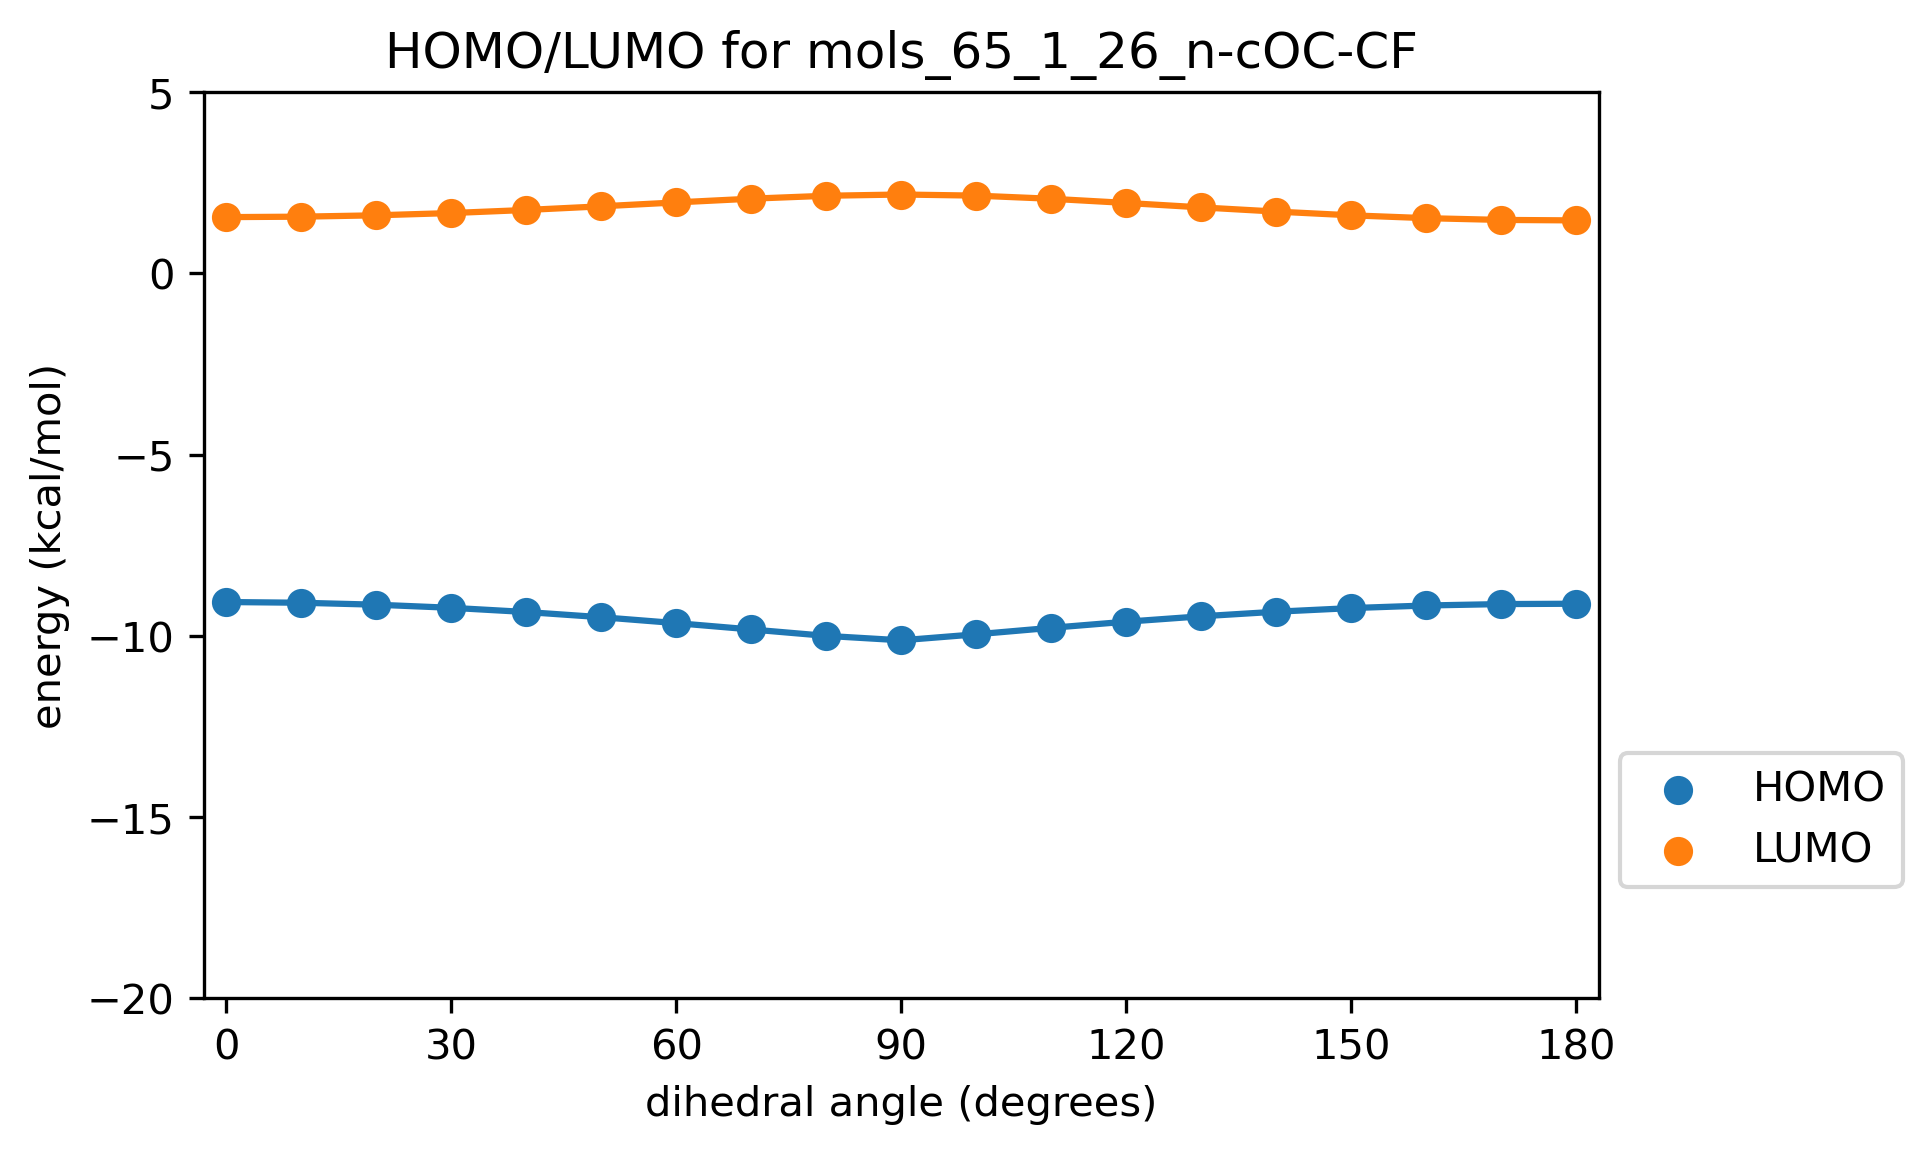 HOMO/LUMO for mols_65_1_26_n-cOC-CF
5
0
−5
−10
−15
−20
energy (kcal/mol)
0 30 60 90 120 150 180
dihedral angle (degrees)
HOMO
LUMO